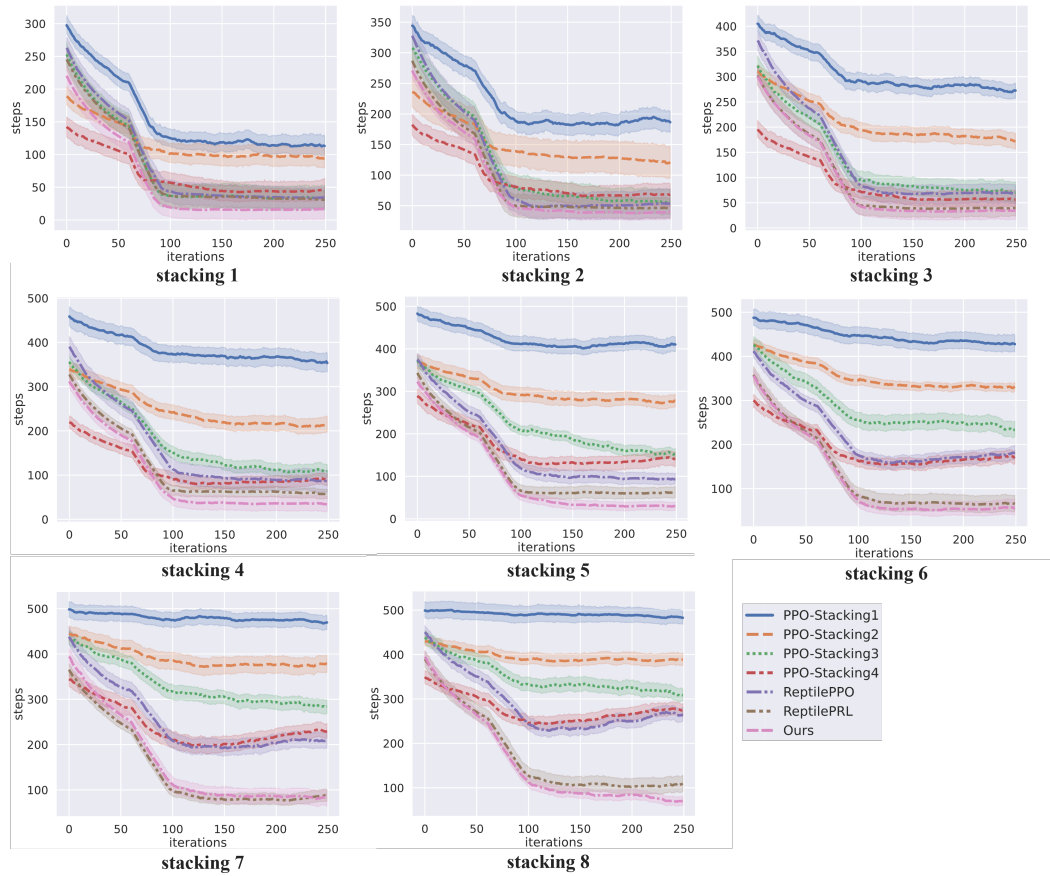 300
250
200
150
100
50
0
steps
0 50 100 150 200 250
iterations
stacking 1
350
300
250
200
150
100
50
steps
0 50 100 150 200 250
iterations
stacking 2
400
350
300
250
200
150
100
50
0
steps
0 50 100 150 200 250
iterations
stacking 3
500
400
300
200
100
0
steps
0 50 100 150 200 250
iterations
stacking 4
500
400
300
200
100
0
steps
0 50 100 150 200 250
iterations
stacking 5
500
400
300
200
100
steps
0 50 100 150 200 250
iterations
stacking 6
500
400
300
200
100
steps
0 50 100 150 200 250
iterations
stacking 7
500
400
300
200
100
steps
0 50 100 150 200 250
iterations
stacking 8
PPO-Stacking1
PPO-Stacking2
PPO-Stacking3
PPO-Stacking4
ReptilePPO
ReptilePRL
Ours